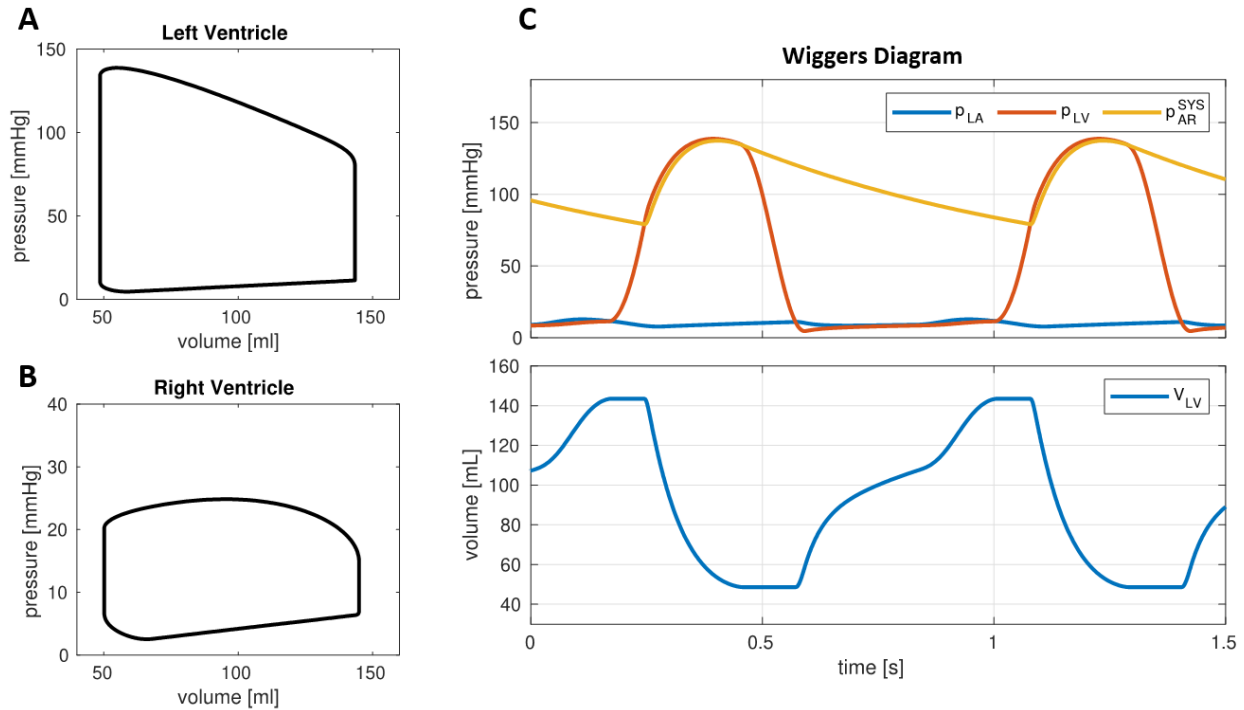 A
Left Ventricle
150
100
50
0
pressure [mmHg]
50
100
150
volume [ml]
B
Right Ventricle
40
30
20
10
0
pressure [mmHg]
50
100
150
volume [ml]
C
Wiggers Diagram
p LA p LV p SYS AR
150
100
50
0
pressure [mmHg]
V LV
160
140
120
100
80
60
40
volume [mL]
0
0.5
1
1.5
time [s]